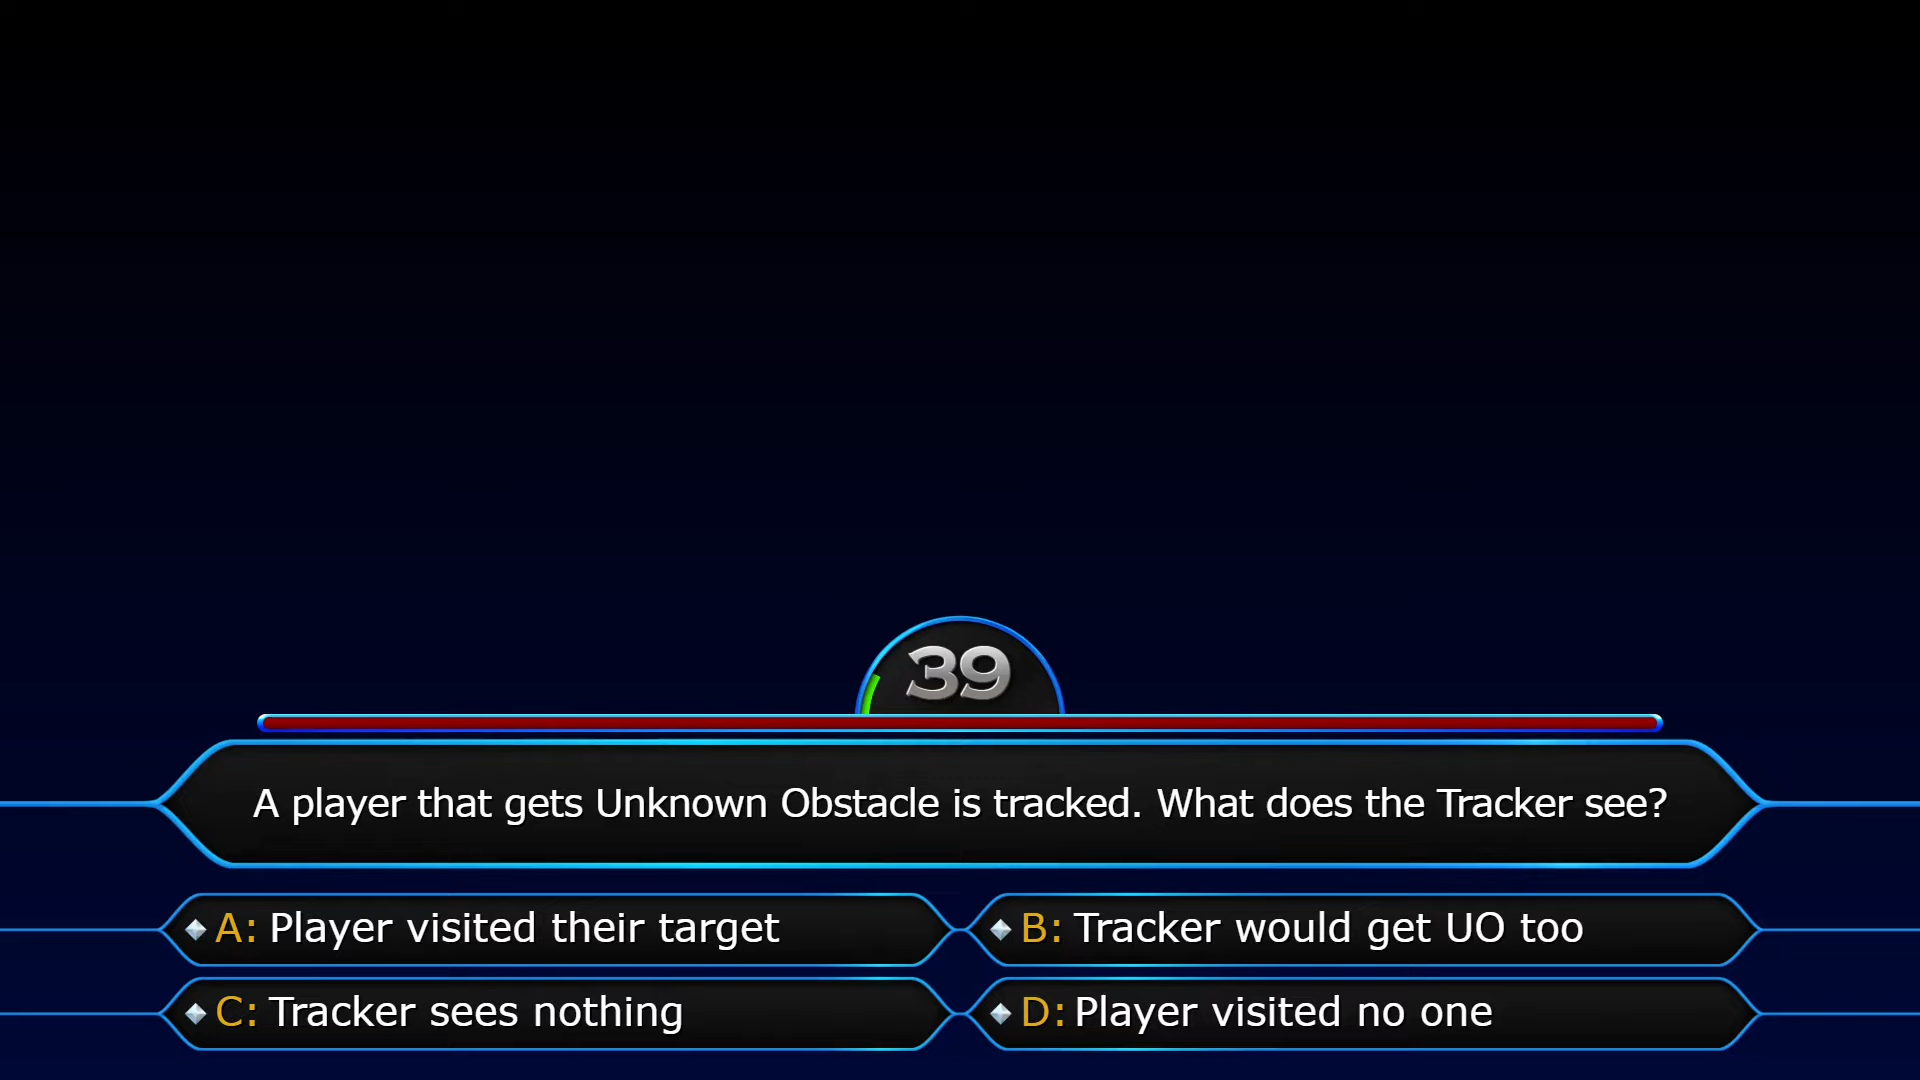 39
A player that gets Unknown Obstacle is tracked. What does the Tracker see?
A: Player visited their target
B: Tracker would get UO too
C: Tracker sees nothing
D: Player visited no one